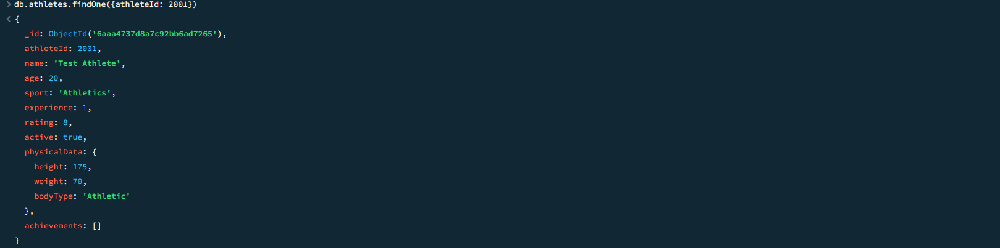 > db.athletes.findOne({athleteId: 2001})
< {
_id: ObjectId('6aaa4737d8a7c92bb6ad7265'),
athleteId: 2001,
name: 'Test Athlete',
age: 20,
sport: 'Athletics',
experience: 1,
rating: 8,
active: true,
physicalData: {
height: 175,
weight: 70,
bodyType: 'Athletic'
},
achievements: []
}